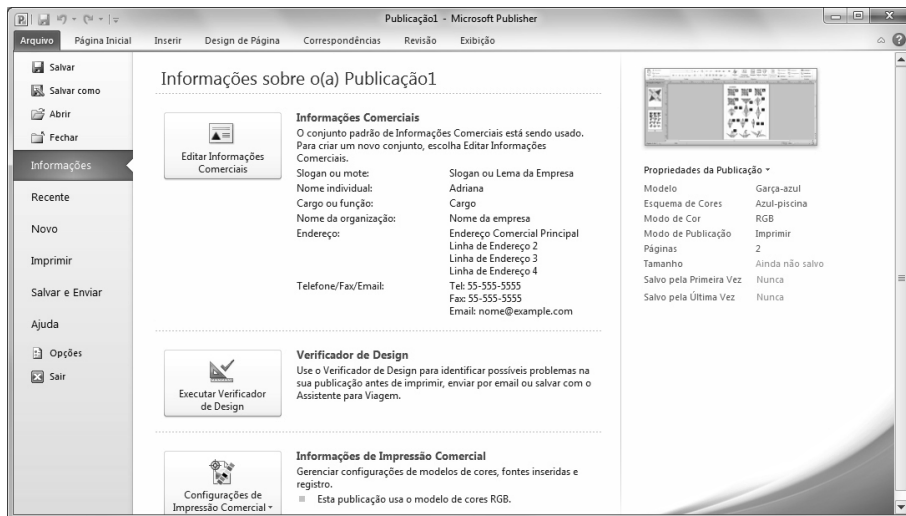 Publicação1 - Microsoft Publisher
Arquivo Página Inicial Inserir Design de Página Correspondências Revisão Exibição
Salvar
Salvar como
Abrir
Fechar
Informações
Recente
Novo
Imprimir
Salvar e Enviar
Ajuda
Opções
Sair
Informações sobre o(a) Publicação1
Editar Informações
Comerciais
Informações Comerciais
O conjunto padrão de Informações Comerciais está sendo usado.
Para criar um novo conjunto, escolha Editar Informações
Comerciais.
Slogan ou mote: Slogan ou Lema da Empresa
Nome individual: Adriana
Cargo ou função: Cargo
Nome da organização: Nome da empresa
Endereço: Endereço Comercial Principal
Linha de Endereço 2
Linha de Endereço 3
Linha de Endereço 4
Telefone/Fax/Email: Tel: 55-555-5555
Fax: 55-555-5555
Email: nome@example.com
Executar Verificador
de Design
Verificador de Design
Use o Verificador de Design para identificar possíveis problemas na
sua publicação antes de imprimir, enviar por email ou salvar com o
Assistente para Viagem.
Configurações de
Impressão Comercial
Informações de Impressão Comercial
Gerenciar configurações de modelos de cores, fontes inseridas e
registro.
Esta publicação usa o modelo de cores RGB.
Propriedades da Publicação
Modelo Garça-azul
Esquema de Cores Azul-piscina
Modo de Cor RGB
Modo de Publicação Imprimir
Páginas 2
Tamanho Ainda não salvo
Salvo pela Primeira Vez Nunca
Salvo pela Última Vez Nunca